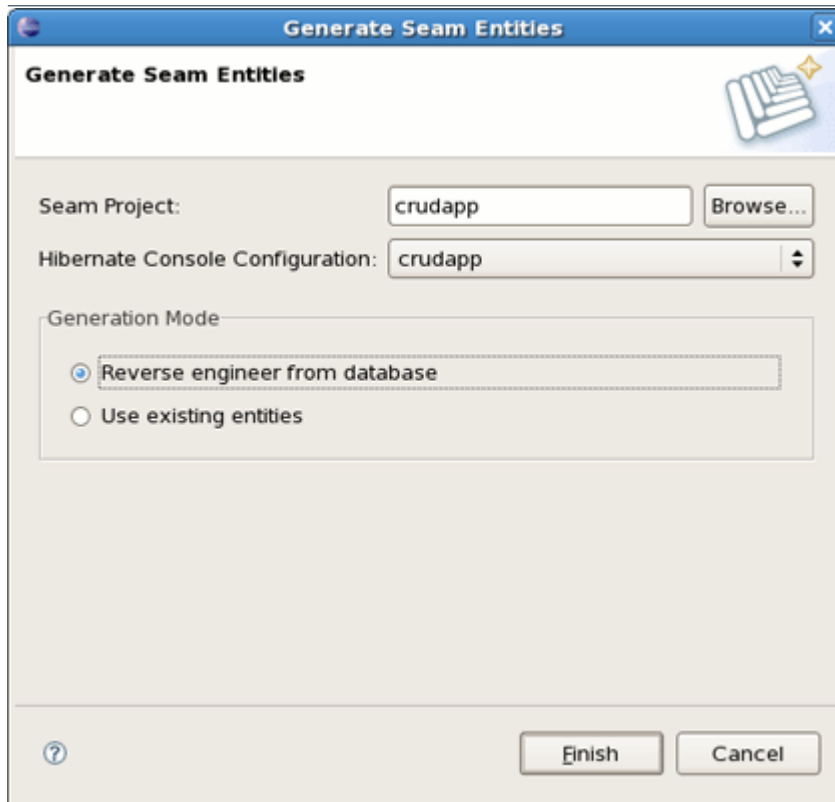 Generate Seam Entities
Generate Seam Entities
Seam Project: crudapp Browse...
Hibernate Console Configuration: crudapp
Generation Mode
Reverse engineer from database
Use existing entities
? Finish Cancel